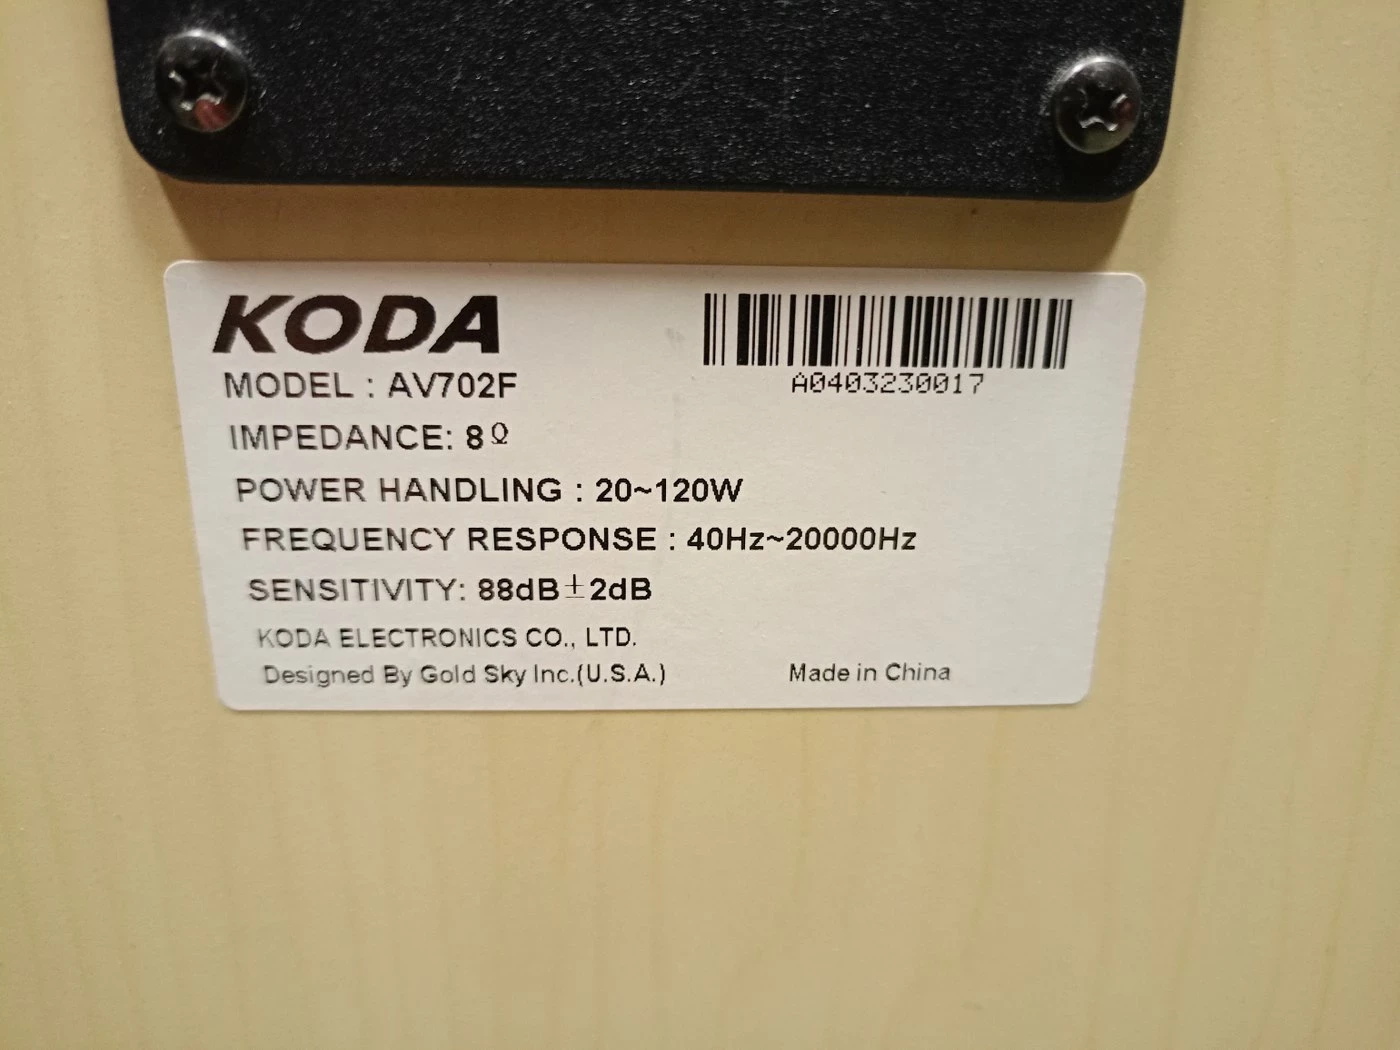 KODA
A0403230017
MODEL : AV702F
IMPEDANCE: 8Ω
POWER HANDLING : 20~120W
FREQUENCY RESPONSE : 40Hz~20000Hz
SENSITIVITY: 88dB±2dB
KODA ELECTRONICS CO., LTD.
Designed By Gold Sky Inc.(U.S.A.) Made in China